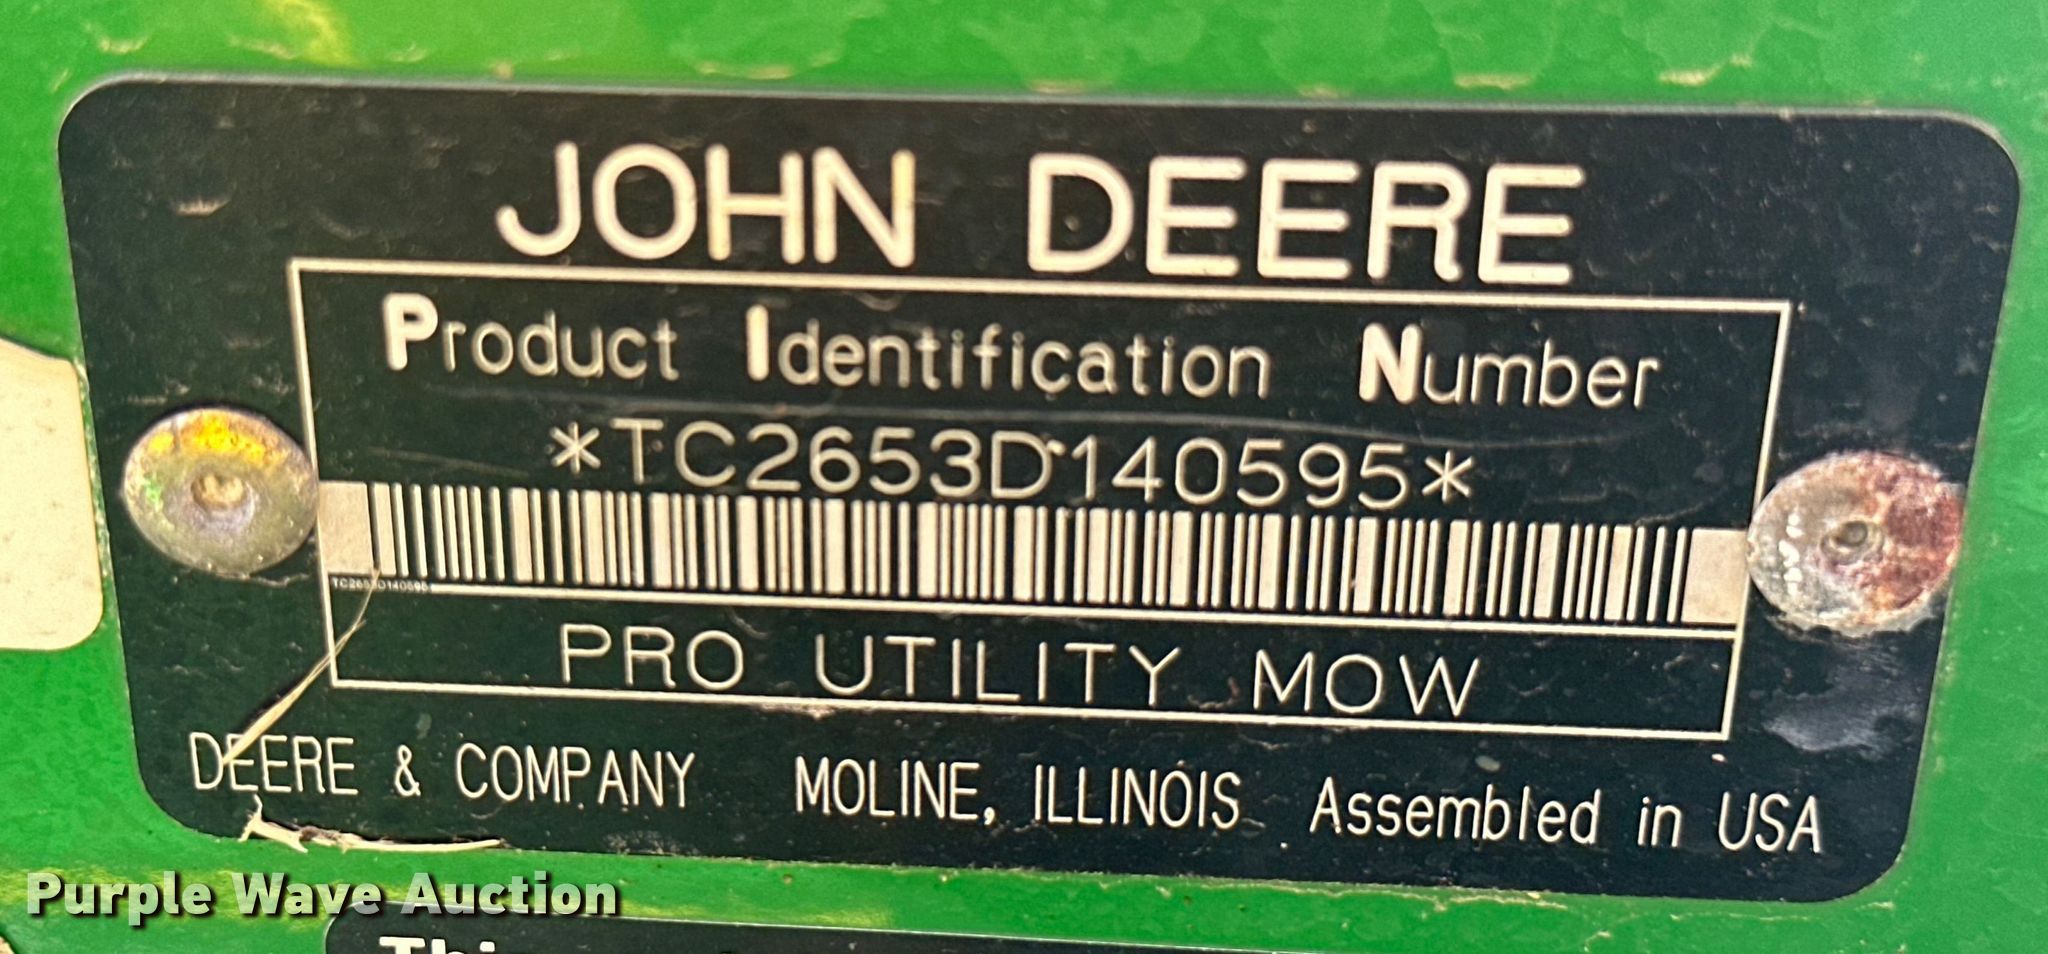 JOHN DEERE
Product Identification Number
*TC2653D140595*
TC2653D140595
PRO UTILITY MOW
DEERE & COMPANY MOLINE, ILLINOIS Assembled in USA
Purple Wave Auction